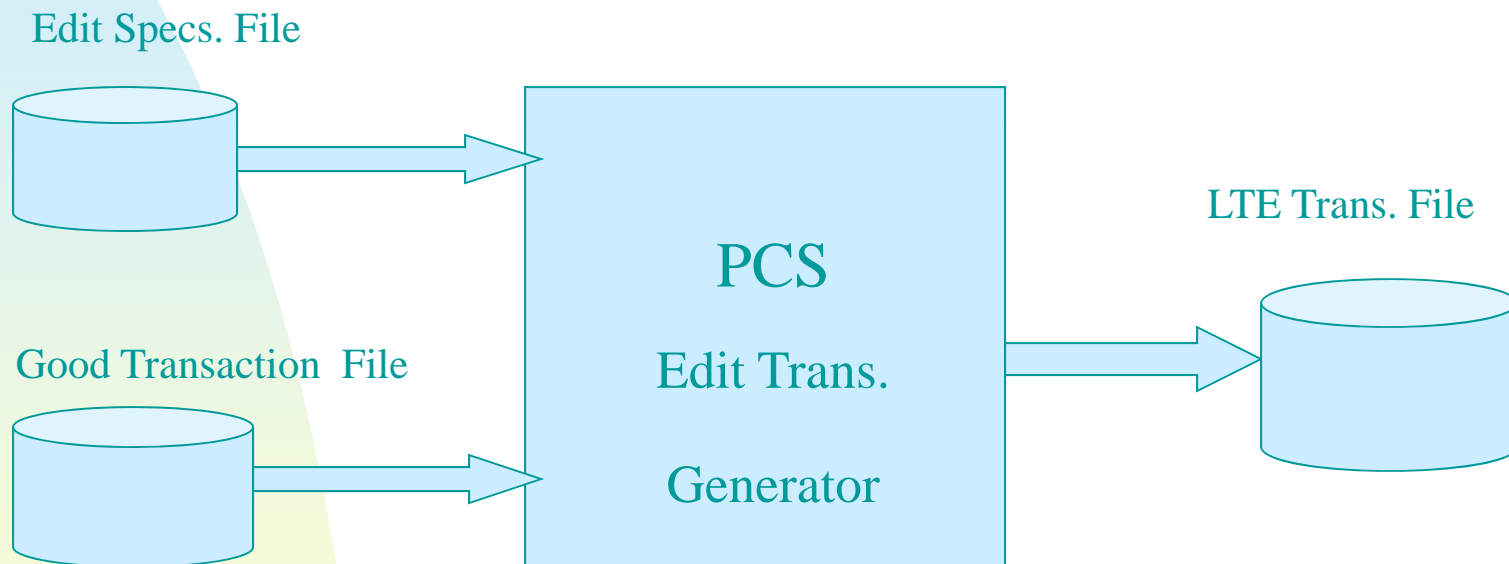 Edit Specs. File
Good Transaction  File
PCS
Edit Trans.
Generator
LTE Trans. File